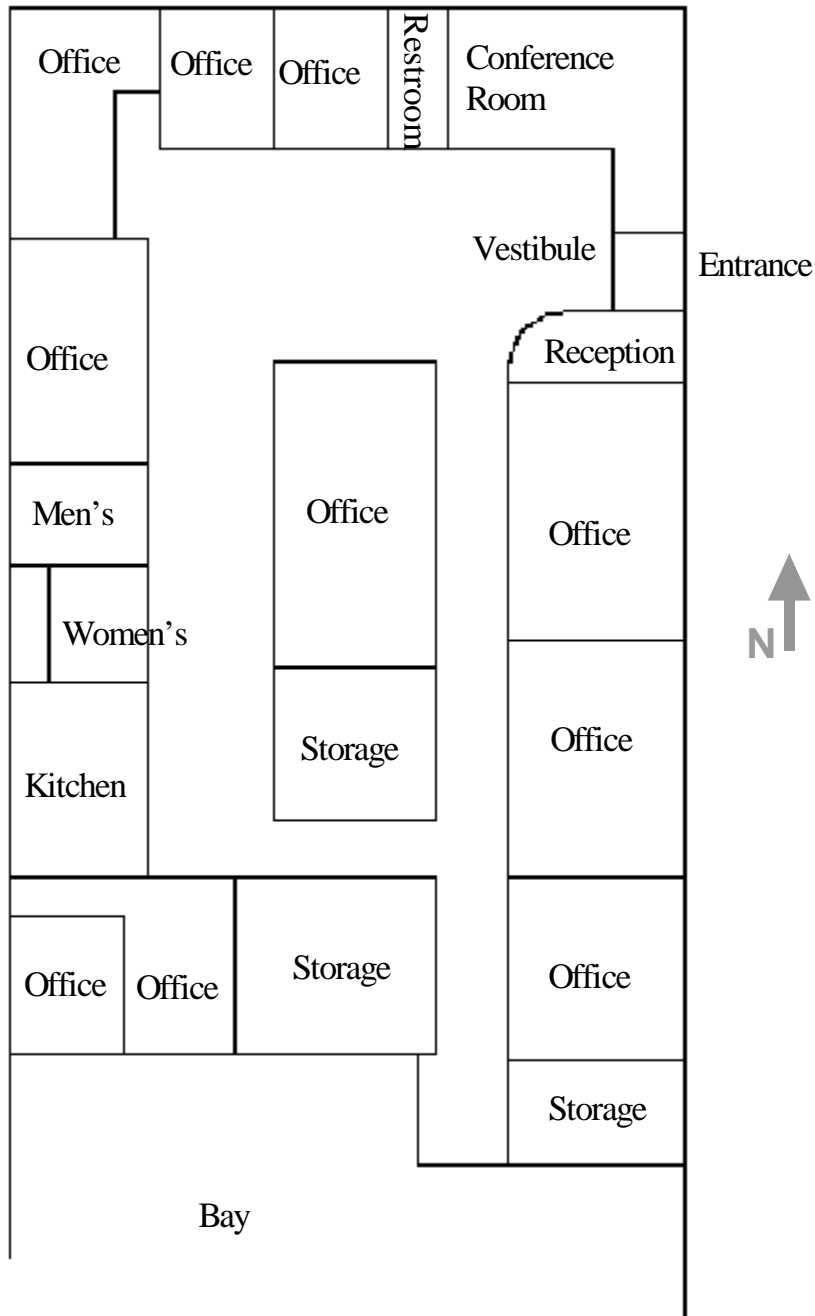 Office
Office
Office
Restroom
Conference
Room
Vestibule
Entrance
Reception
Office
Men’s
Office
Office
Women’s
N
Storage
Office
Kitchen
Office
Office
Storage
Office
Storage
Bay